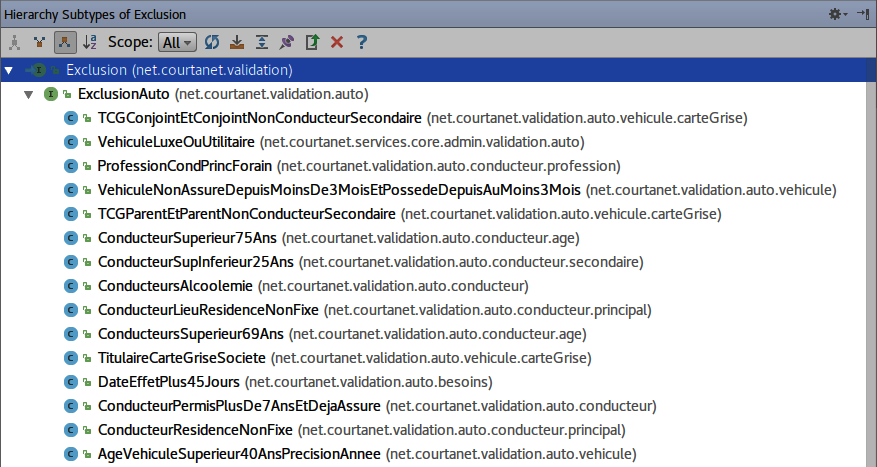 Hierarchy Subtypes of Exclusion
Scope: All
Exclusion (net.courtanet.validation)
ExclusionAuto (net.courtanet.validation.auto)
TCGConjointEtConjointNonConducteurSecondaire (net.courtanet.validation.auto.vehicule.carteGrise)
VehiculeLuxeOuUtilitaire (net.courtanet.services.core.admin.validation.auto)
ProfessionCondPrincForain (net.courtanet.validation.auto.conducteur.profession)
VehiculeNonAssureDepuisMoinsDe3MoisEtPossedeDepuisAuMoins3Mois (net.courtanet.validation.auto.vehicule)
TCGParentEtParentNonConducteurSecondaire (net.courtanet.validation.auto.vehicule.carteGrise)
ConducteurSuperieur75Ans (net.courtanet.validation.auto.conducteur.age)
ConducteurSupInferieur25Ans (net.courtanet.validation.auto.conducteur.secondaire)
ConducteursAlcoolemie (net.courtanet.validation.auto.conducteur)
ConducteurLieuResidenceNonFixe (net.courtanet.validation.auto.conducteur.principal)
ConducteursSuperieur69Ans (net.courtanet.validation.auto.conducteur.age)
TitulaireCarteGriseSociete (net.courtanet.validation.auto.vehicule.carteGrise)
DateEffetPlus45Jours (net.courtanet.validation.auto.besoins)
ConducteurPermisPlusDe7AnsEtDejaAssure (net.courtanet.validation.auto.conducteur)
ConducteurResidenceNonFixe (net.courtanet.validation.auto.conducteur.principal)
AgeVehiculeSuperieur40AnsPrecisionAnnee (net.courtanet.validation.auto.vehicule)